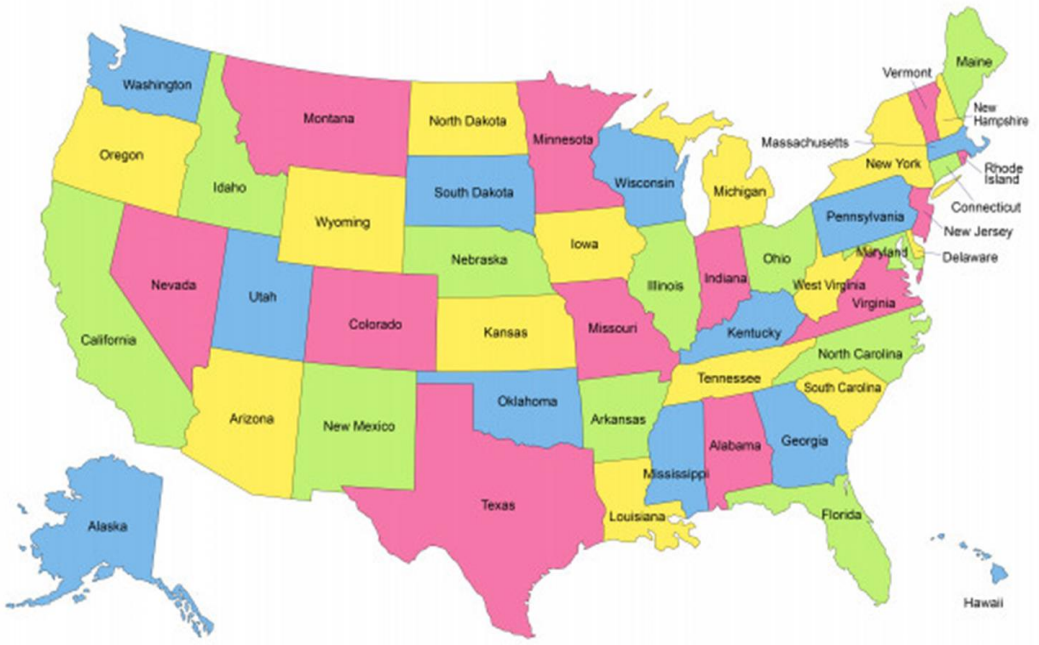 Maine
Vermont
Washington
New
Hampshire
Montana
North Dakota
Minnesota
Massachusetts
Oregon
New York
Rhode
Island
Idaho
South Dakota
Wisconsin
Michigan
Connecticut
Wyoming
Pennsylvania
New Jersey
Iowa
Maryland
Delaware
Nebraska
Ohio
Nevada
Utah
Illinois
Indiana
West Virginia
Virginia
Colorado
Kansas
Missouri
Kentucky
California
North Carolina
Tennessee
South Carolina
Oklahoma
Arizona
New Mexico
Arkansas
Alabama
Georgia
Mississippi
Texas
Louisiana
Florida
Alaska
Hawaii